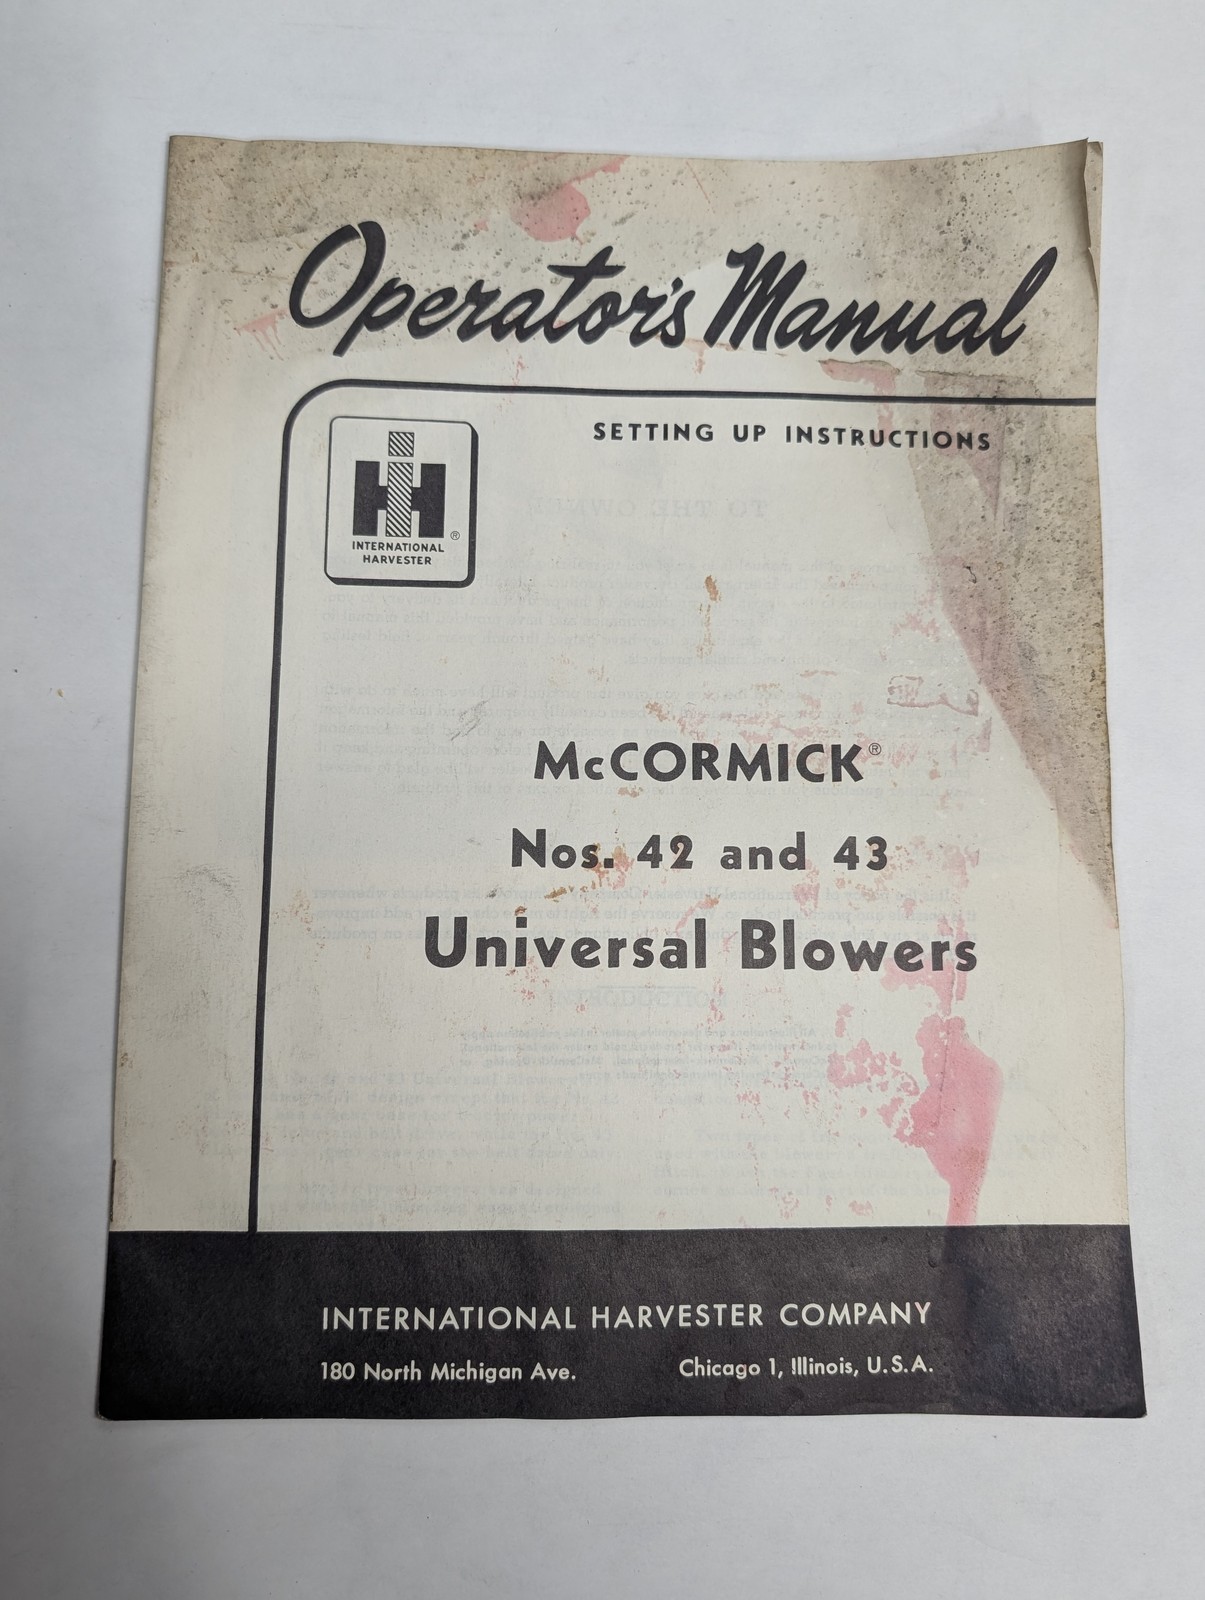 Operator's Manual
SETTING UP INSTRUCTIONS
IH
®
INTERNATIONAL
HARVESTER
McCORMICK®
Nos. 42 and 43
Universal Blowers
INTERNATIONAL HARVESTER COMPANY
180 North Michigan Ave. Chicago 1, Illinois, U.S.A.